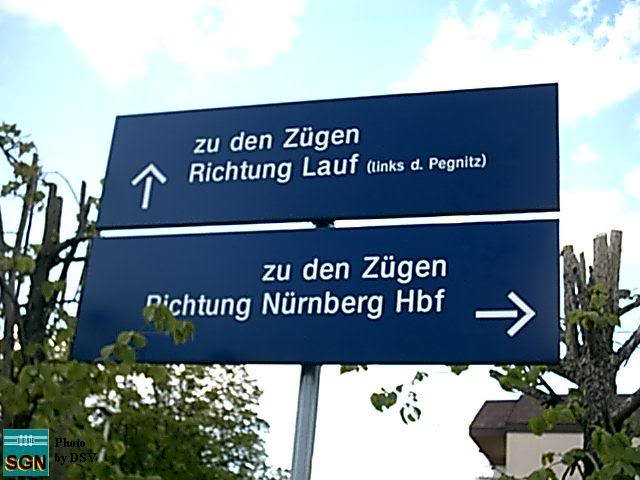 zu den Zügen
Richtung Lauf (links d. Pegnitz)
zu den Zügen
Richtung Nürnberg Hbf
SGN
Photo
by DSV